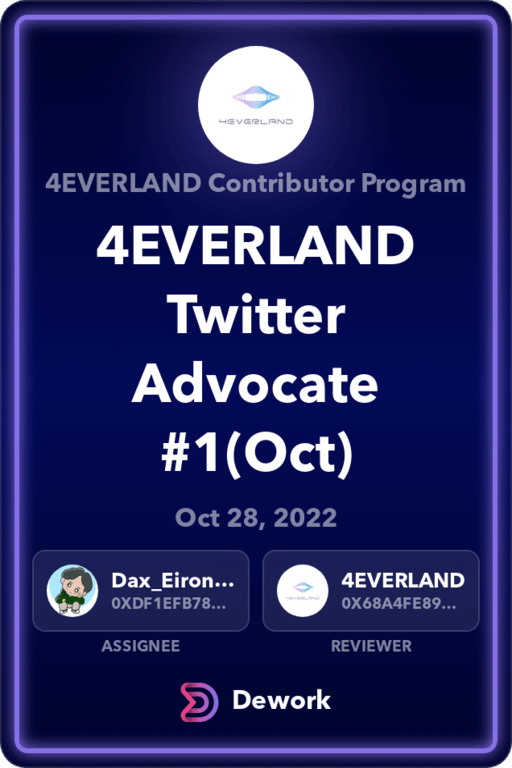 4EVERLAND
4EVERLAND Contributor Program
4EVERLAND
Twitter
Advocate
#1(Oct)
Oct 28, 2022
Dax_Eiron...
0XDF1EFB78...
4EVERLAND
4EVERLAND
0X68A4FE89...
ASSIGNEE
REVIEWER
Dework